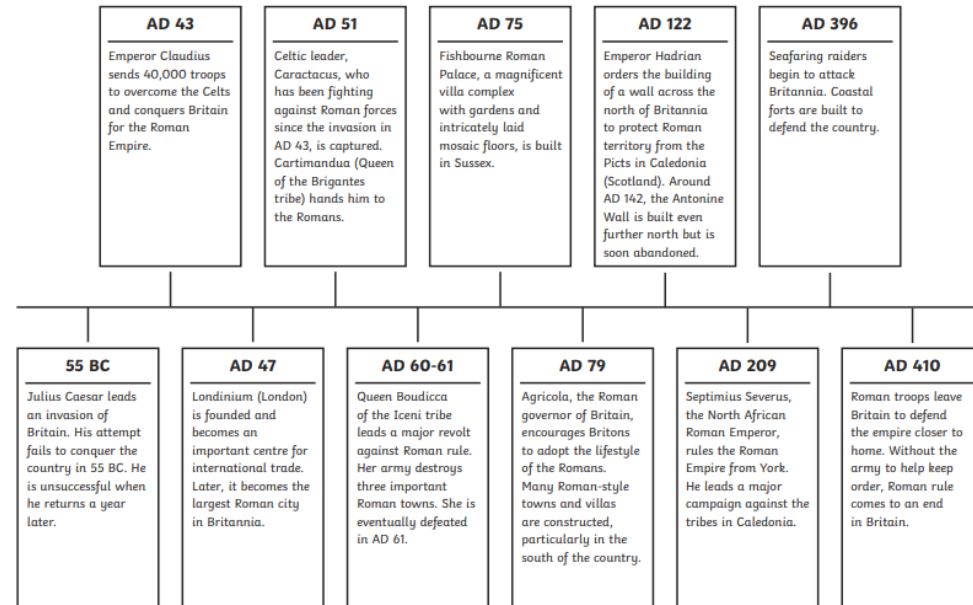 AD 43
Emperor Claudius
sends 40,000 troops
to overcome the Celts
and conquers Britain
for the Roman
Empire.
AD 51
Celtic leader,
Caractacus, who
has been fighting
against Roman forces
since the invasion in
AD 43, is captured.
Cartimandua (Queen
of the Brigantes
tribe) hands him to
the Romans.
AD 75
Fishbourne Roman
Palace, a magnificent
villa complex
with gardens and
intricately laid
mosaic floors, is built
in Sussex.
AD 122
Emperor Hadrian
orders the building
of a wall across the
north of Britannia
to protect Roman
territory from the
Picts in Caledonia
(Scotland). Around
AD 142, the Antonine
Wall is built even
further north but is
soon abandoned.
AD 396
Seafaring raiders
begin to attack
Britannia. Coastal
forts are built to
defend the country.
55 BC
Julius Caesar leads
an invasion of
Britain. His attempt
fails to conquer the
country in 55 BC. He
is unsuccessful when
he returns a year
later.
AD 47
Londinium (London)
is founded and
becomes an
important centre for
international trade.
Later, it becomes the
largest Roman city
in Britannia.
AD 60-61
Queen Boudicca
of the Iceni tribe
leads a major revolt
against Roman rule.
Her army destroys
three important
Roman towns. She is
eventually defeated
in AD 61.
AD 79
Agricola, the Roman
governor of Britain,
encourages Britons
to adopt the lifestyle
of the Romans.
Many Roman-style
towns and villas
are constructed,
particularly in the
south of the country.
AD 209
Septimius Severus,
the North African
Roman Emperor,
rules the Roman
Empire from York.
He leads a major
campaign against the
tribes in Caledonia.
AD 410
Roman troops leave
Britain to defend
the empire closer to
home. Without the
army to help keep
order, Roman rule
comes to an end
in Britain.